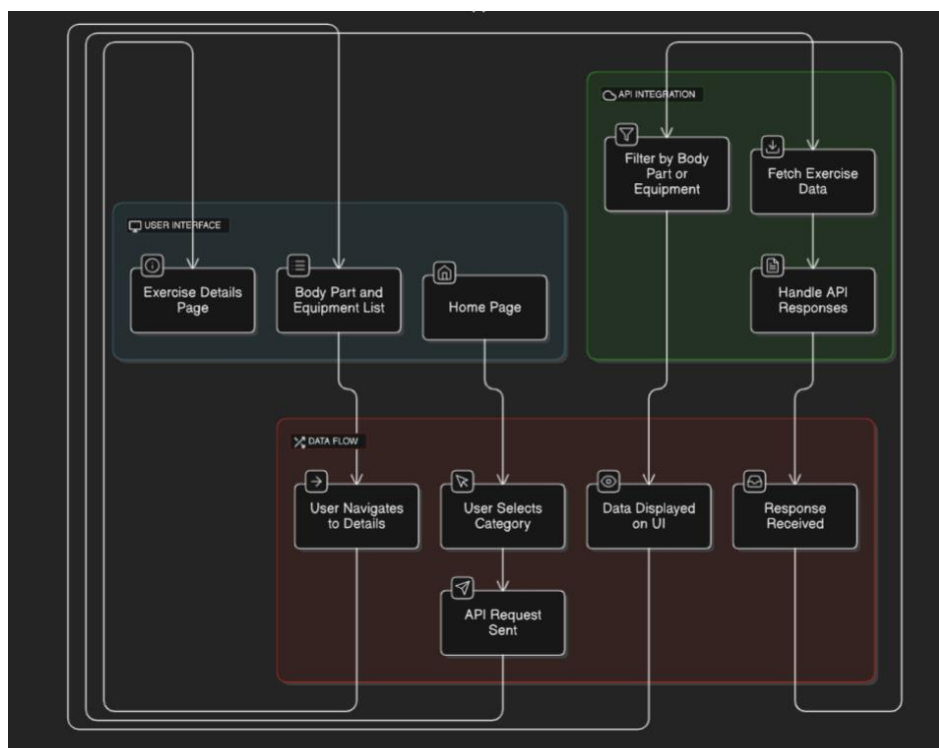 API INTEGRATION
Filter by Body
Part or
Equipment
Fetch Exercise
Data
USER INTERFACE
Exercise Details
Page
Body Part and
Equipment List
Home Page
Handle API
Responses
DATA FLOW
User Navigates
to Details
User Selects
Category
Data Displayed
on UI
Response
Received
API Request
Sent